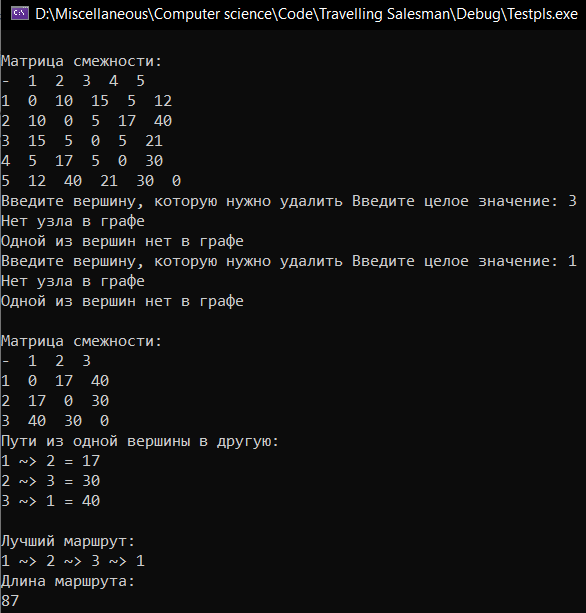 D:\Miscellaneous\Computer science\Code\Travelling Salesman\Debug\Testpls.exe
Матрица смежности:
-  1  2  3  4  5
1  0  10  15  5  12
2  10  0  5  17  40
3  15  5  0  5  21
4  5  17  5  0  30
5  12  40  21  30  0
Введите вершину, которую нужно удалить Введите целое значение: 3
Нет узла в графе
Одной из вершин нет в графе
Введите вершину, которую нужно удалить Введите целое значение: 1
Нет узла в графе
Одной из вершин нет в графе
Матрица смежности:
-  1  2  3
1  0  17  40
2  17  0  30
3  40  30  0
Пути из одной вершины в другую:
1 ~> 2 = 17
2 ~> 3 = 30
3 ~> 1 = 40
Лучший маршрут:
1 ~> 2 ~> 3 ~> 1
Длина маршрута:
87